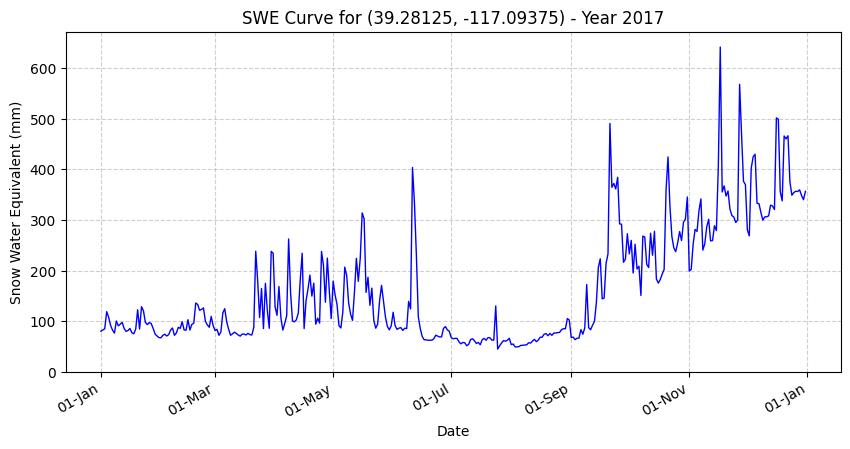 SWE Curve for (39.28125, -117.09375) - Year 2017
Snow Water Equivalent (mm)
600
500
400
300
200
100
0
01-Jan
01-Mar
01-May
01-Jul
01-Sep
01-Nov
01-Jan
Date